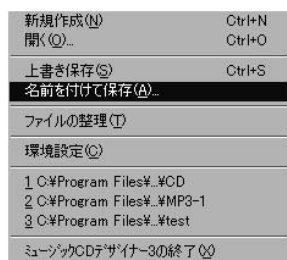 新規作成(N) Ctrl+N
開く(O)... Ctrl+O
上書き保存(S) Ctrl+S
名前を付けて保存(A)...
ファイルの整理(T)
環境設定(C)
1 C:¥Program Files¥...¥CD
2 C:¥Program Files¥...¥MP3-1
3 C:¥Program Files¥...¥test
ミュージックCDデザイナー3の終了(X)